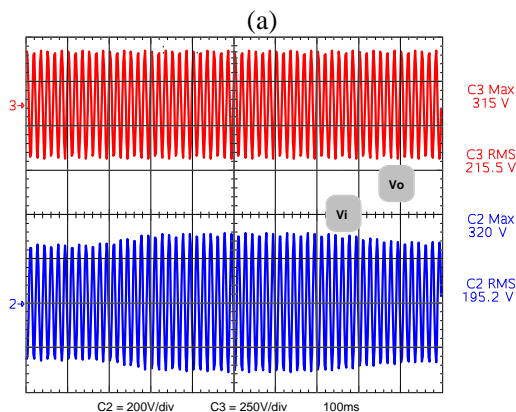 (a)
C3 Max
315 V
3
C3 RMS
215.5 V
Vo
Vi
C2 Max
320 V
C2 RMS
195.2 V
2
C2 = 200V/div C3 = 250V/div 100ms